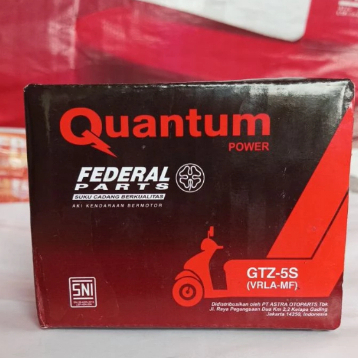 Quantum
POWER
FEDERAL
PARTS
SUKU CADANG BERKUALITAS
AKI KENDARAAN BERMOTOR
GTZ-5S
(VRLA-MF)
SNI
Didistribusikan oleh PT ASTRA OTOPARTS Tbk
Jl. Raya Pegangsaan Dua Km 2,2 Kelapa Gading
Jakarta 14250, Indonesia